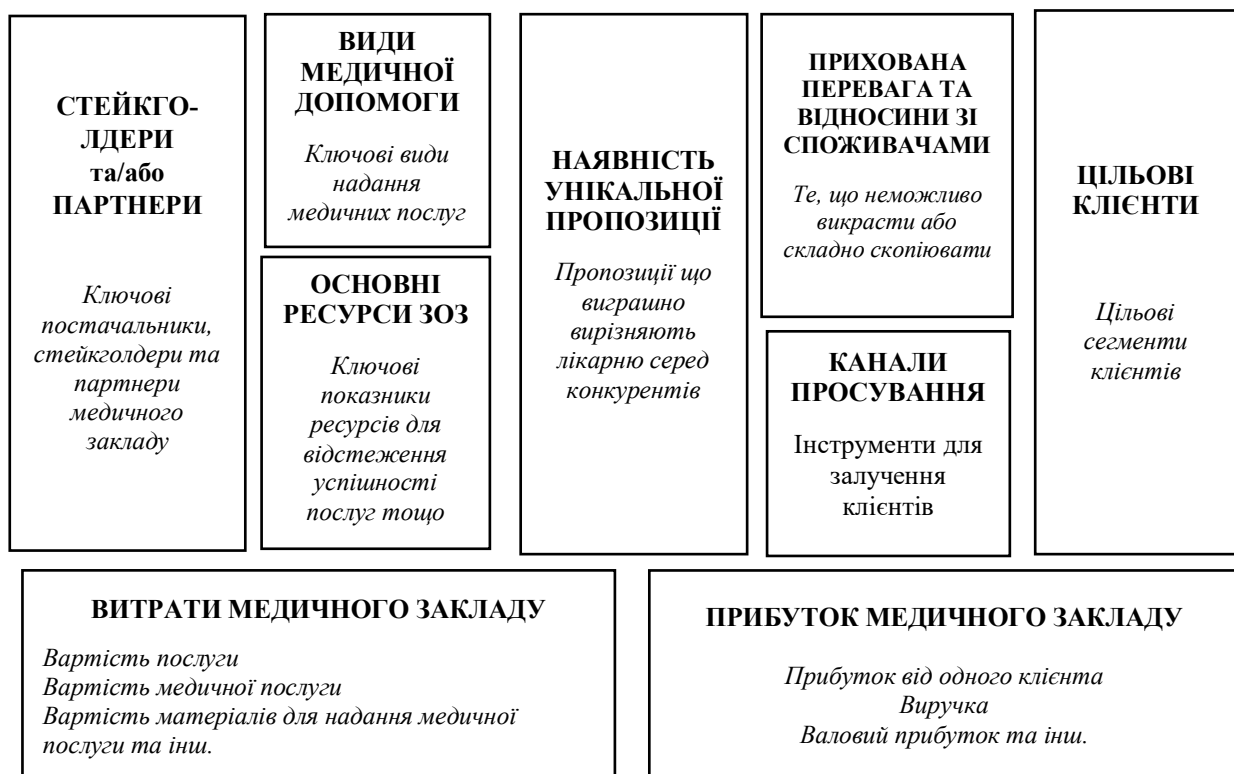 СТЕЙКГО-
ЛДЕРИ
та/або
ПАРТНЕРИ
Ключові
постачальники,
стейкголдери та
партнери
медичного
закладу
ВИДИ
МЕДИЧНОЇ
ДОПОМОГИ
Ключові види
надання
медичних послуг
ОСНОВНІ
РЕСУРСИ ЗОЗ
Ключові
показники
ресурсів для
відстеження
успішності
послуг тощо
НАЯВНІСТЬ
УНІКАЛЬНОЇ
ПРОПОЗИЦІЇ
Пропозиції що
виграшно
вирізняють
лікарню серед
конкурентів
ПРИХОВАНА
ПЕРЕВАГА ТА
ВІДНОСИНИ ЗІ
СПОЖИВАЧАМИ
Те, що неможливо
викрасти або
складно скопіювати
КАНАЛИ
ПРОСУВАННЯ
Інструменти для
залучення
клієнтів
ЦІЛЬОВІ
КЛІЄНТИ
Цільові
сегменти
клієнтів
ВИТРАТИ МЕДИЧНОГО ЗАКЛАДУ
Вартість послуги
Вартість медичної послуги
Вартість матеріалів для надання медичної
послуги та інш.
ПРИБУТОК МЕДИЧНОГО ЗАКЛАДУ
Прибуток від одного клієнта
Виручка
Валовий прибуток та інш.